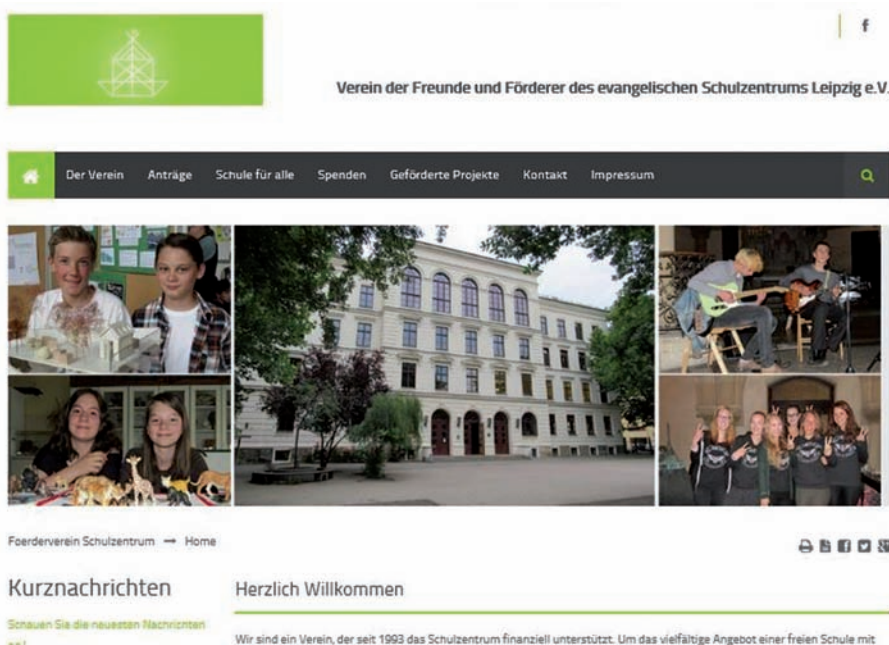 Verein der Freunde und Förderer des evangelischen Schulzentrums Leipzig e.V.
Der Verein Anträge Schule für alle Spenden Geförderte Projekte Kontakt Impressum
Foerderverein Schulzentrum → Home
Kurznachrichten
Schauen Sie die neuesten Nachrichten
an!
Herzlich Willkommen
Wir sind ein Verein, der seit 1993 das Schulzentrum finanziell unterstützt. Um das vielfältige Angebot einer freien Schule mit